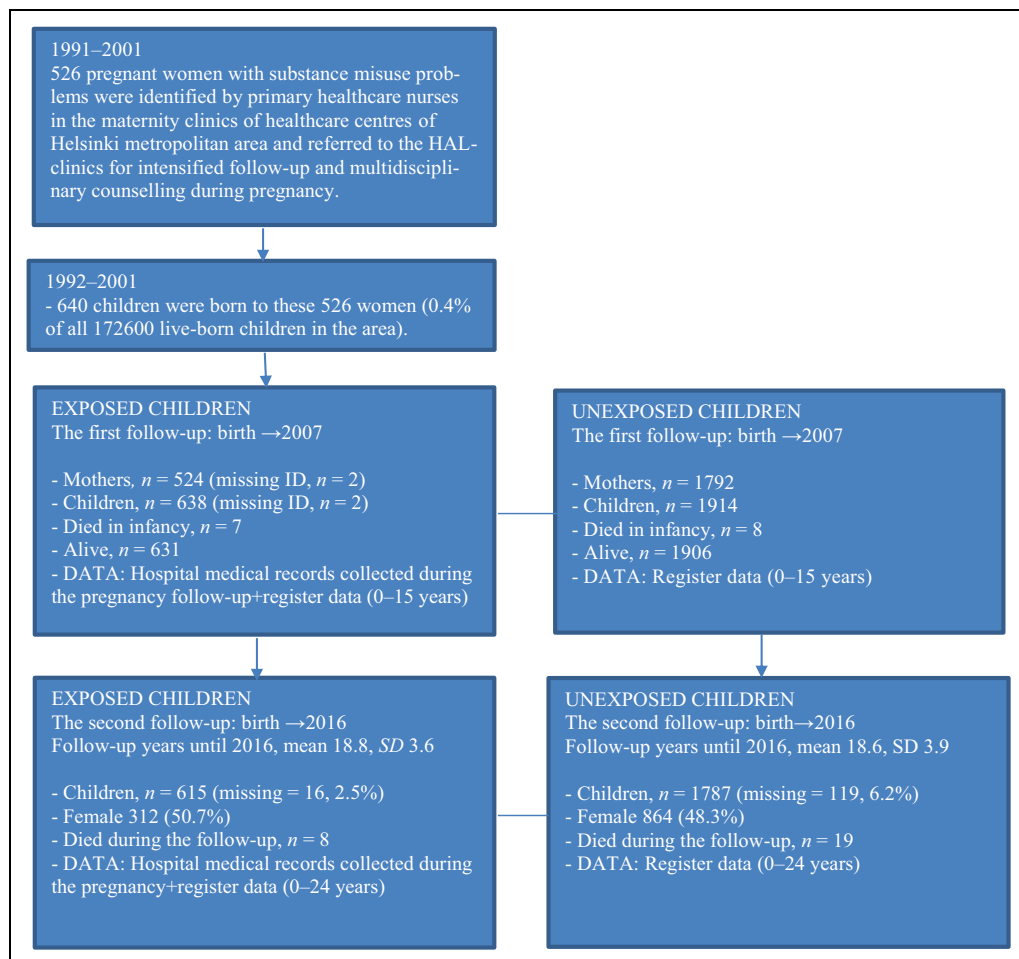 1991–2001
526 pregnant women with substance misuse prob-
lems were identified by primary healthcare nurses
in the maternity clinics of healthcare centres of
Helsinki metropolitan area and referred to the HAL-
clinics for intensified follow-up and multidiscipli-
nary counselling during pregnancy.
1992–2001
- 640 children were born to these 526 women (0.4%
of all 172600 live-born children in the area).
EXPOSED CHILDREN
The first follow-up: birth →2007
- Mothers, n = 524 (missing ID, n = 2)
- Children, n = 638 (missing ID, n = 2)
- Died in infancy, n = 7
- Alive, n = 631
- DATA: Hospital medical records collected during
the pregnancy follow-up+register data (0–15 years)
UNEXPOSED CHILDREN
The first follow-up: birth →2007
- Mothers, n = 1792
- Children, n = 1914
- Died in infancy, n = 8
- Alive, n = 1906
- DATA: Register data (0–15 years)
EXPOSED CHILDREN
The second follow-up: birth →2016
Follow-up years until 2016, mean 18.8, SD 3.6
- Children, n = 615 (missing = 16, 2.5%)
- Female 312 (50.7%)
- Died during the follow-up, n = 8
- DATA: Hospital medical records collected during
the pregnancy+register data (0–24 years)
UNEXPOSED CHILDREN
The second follow-up: birth→2016
Follow-up years until 2016, mean 18.6, SD 3.9
- Children, n = 1787 (missing = 119, 6.2%)
- Female 864 (48.3%)
- Died during the follow-up, n = 19
- DATA: Register data (0–24 years)